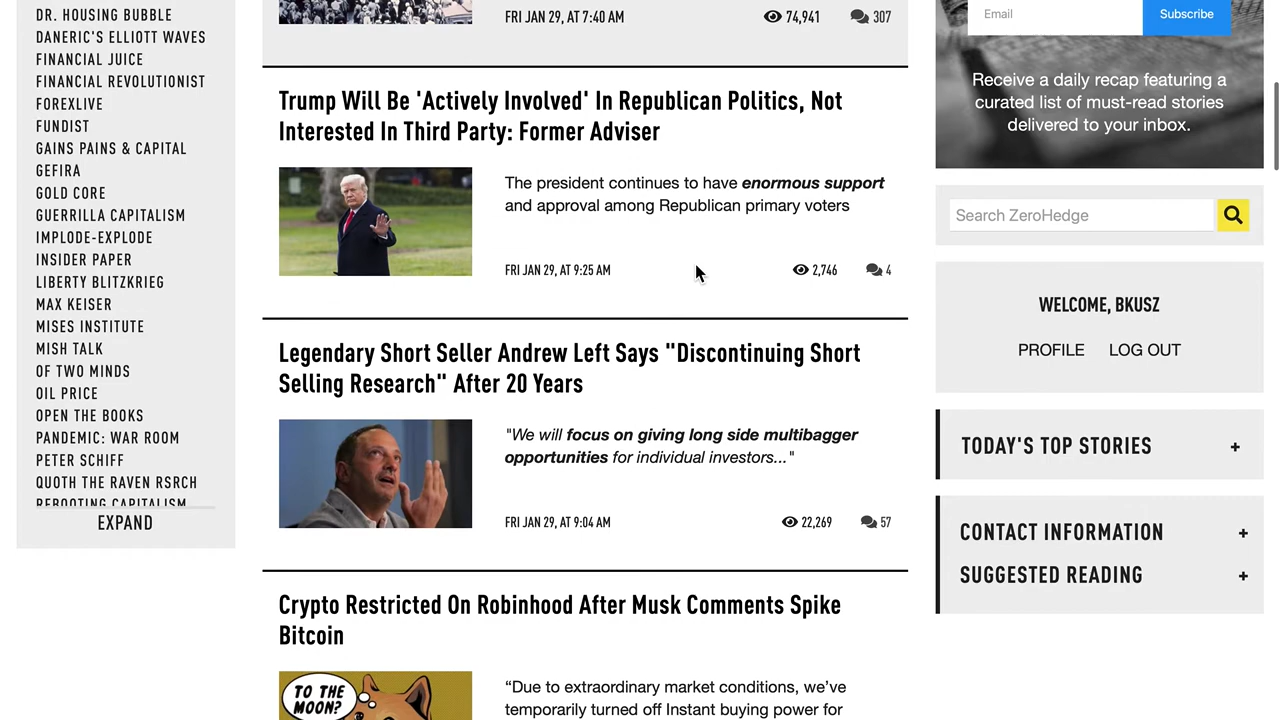 DR. HOUSING BUBBLE
DANERIC'S ELLIOTT WAVES
FINANCIAL JUICE
FINANCIAL REVOLUTIONIST
FOREXLIVE
FUNDIST
GAINS PAINS & CAPITAL
GEFIRA
GOLD CORE
GUERRILLA CAPITALISM
IMPLODE-EXPLODE
INSIDER PAPER
LIBERTY BLITZKRIEG
MAX KEISER
MISES INSTITUTE
MISH TALK
OF TWO MINDS
OIL PRICE
OPEN THE BOOKS
PANDEMIC: WAR ROOM
PETER SCHIFF
QUOTH THE RAVEN RSRCH
REBOOTING CAPITALISM
EXPAND
FRI JAN 29, AT 7:40 AM
74,941
307
Trump Will Be 'Actively Involved' In Republican Politics, Not
Interested In Third Party: Former Adviser
The president continues to have enormous support
and approval among Republican primary voters
FRI JAN 29, AT 9:25 AM
2,746
4
Legendary Short Seller Andrew Left Says "Discontinuing Short
Selling Research" After 20 Years
"We will focus on giving long side multibagger
opportunities for individual investors..."
FRI JAN 29, AT 9:04 AM
22,269
57
Crypto Restricted On Robinhood After Musk Comments Spike
Bitcoin
TO THE
MOON?
“Due to extraordinary market conditions, we’ve
temporarily turned off Instant buying power for
Email
Subscribe
Receive a daily recap featuring a
curated list of must-read stories
delivered to your inbox.
Search ZeroHedge
WELCOME, BKUSZ
PROFILE LOG OUT
TODAY'S TOP STORIES +
CONTACT INFORMATION +
SUGGESTED READING +